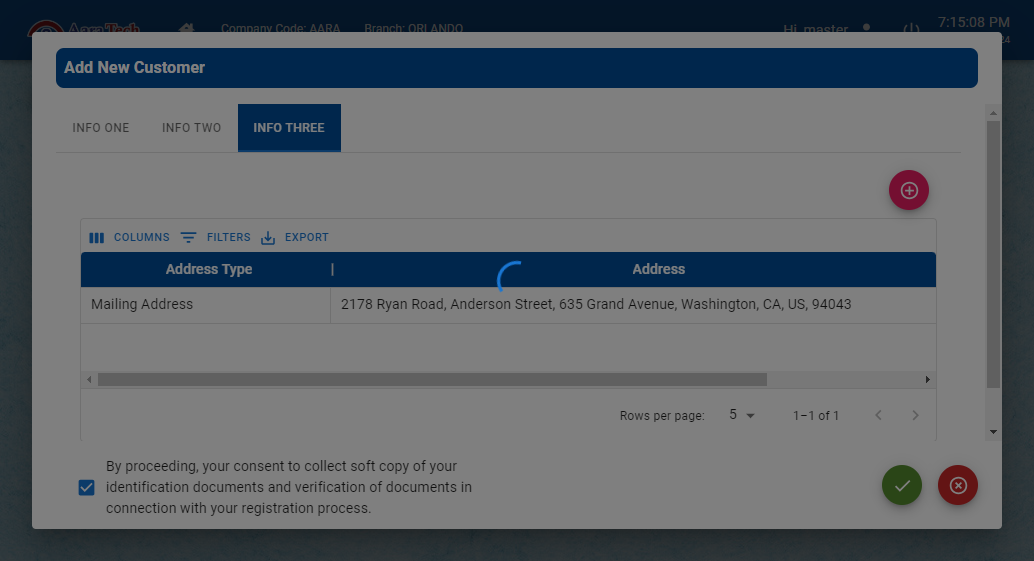 AaraTech
Company Code: AARA
Branch: ORLANDO
Hi, master
7:15:08 PM
Add New Customer
INFO ONE
INFO TWO
INFO THREE
COLUMNS
FILTERS
EXPORT
Address Type
Address
Mailing Address
2178 Ryan Road, Anderson Street, 635 Grand Avenue, Washington, CA, US, 94043
Rows per page:
5
1–1 of 1
By proceeding, your consent to collect soft copy of your
identification documents and verification of documents in
connection with your registration process.